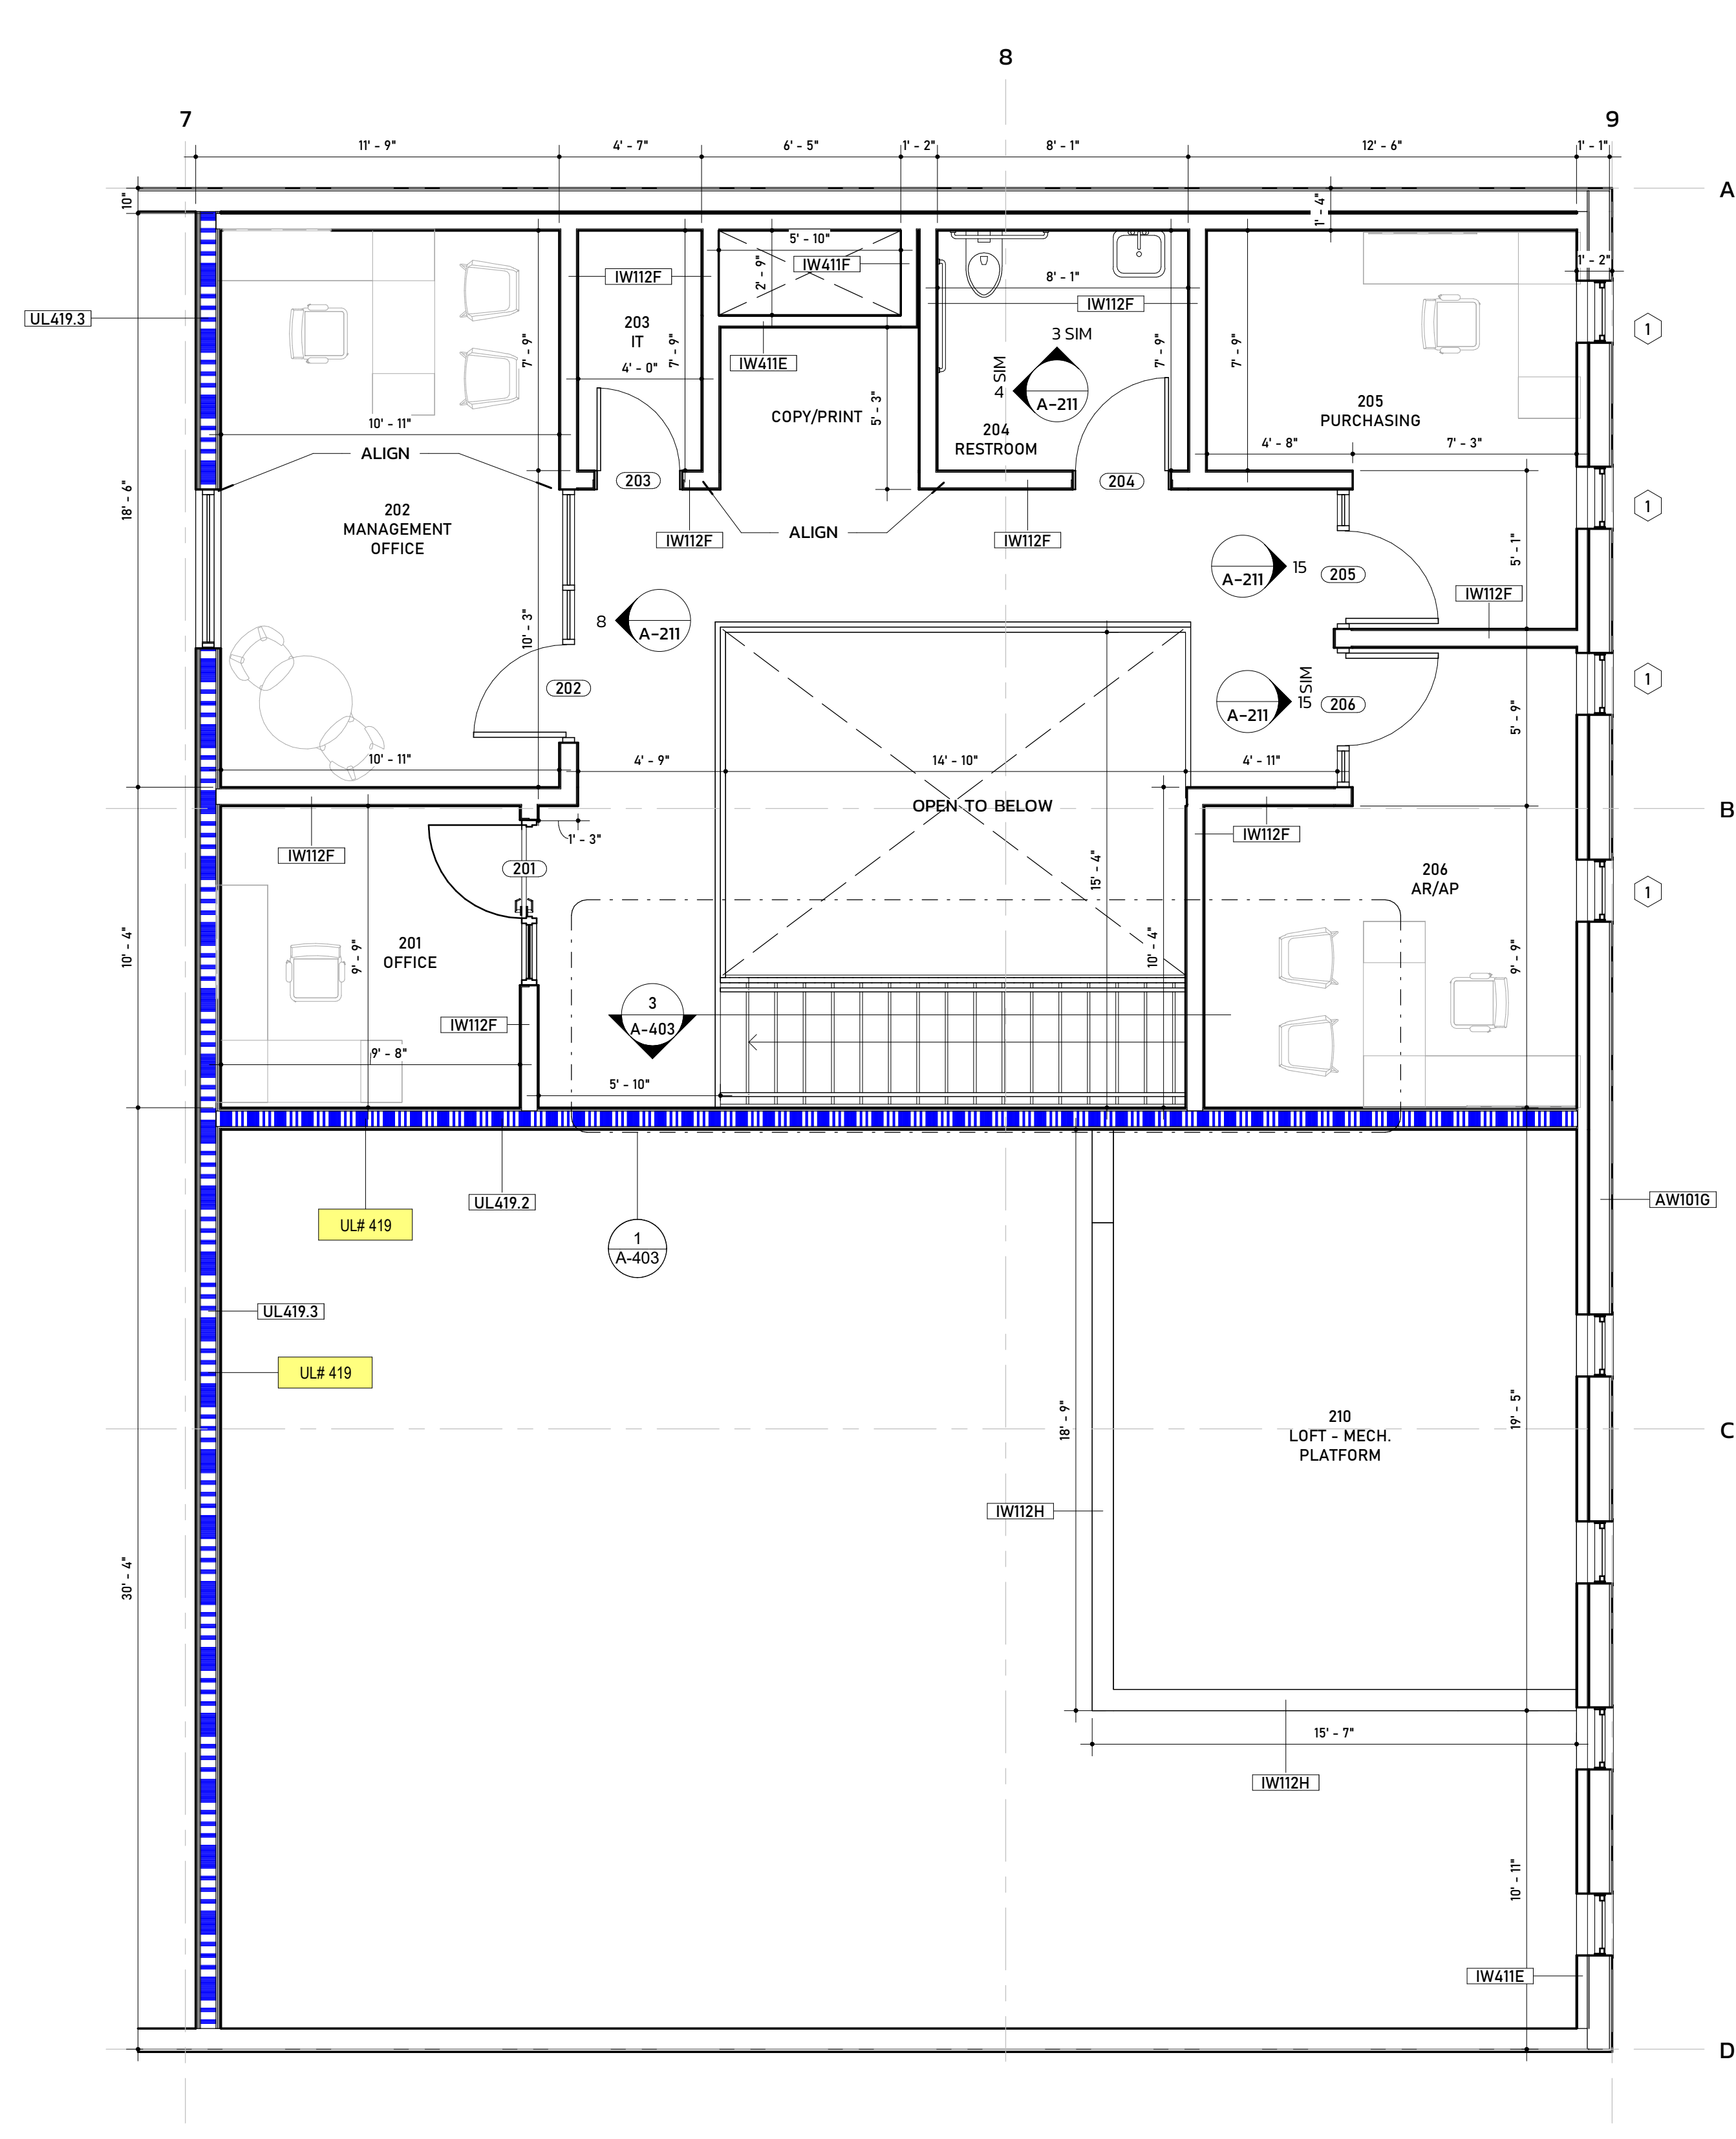 8
7
9
11' - 9"
4' - 7"
6' - 5"
1' - 2"
8' - 1"
12' - 6"
1' - 1"
A
10"
1' - 4"
5' - 10"
2' - 9"
IW411F
IW112F
8' - 1"
IW112F
1' - 2"
UL419.3
203
IT
4' - 0"
7' - 9"
7' - 9"
IW411E
3 SIM
4 SIM
A-211
7' - 9"
7' - 9"
1
COPY/PRINT
5' - 3"
204
RESTROOM
205
PURCHASING
10' - 11"
4' - 8"
7' - 3"
ALIGN
203
204
18' - 6"
202
MANAGEMENT
OFFICE
IW112F
ALIGN
IW112F
1
5' - 1"
A-211
15
205
IW112F
10' - 3"
8
A-211
202
A-211
15 SIM
206
1
5' - 9"
10' - 11"
4' - 9"
14' - 10"
4' - 11"
OPEN TO BELOW
B
IW112F
1' - 3"
IW112F
201
15' - 4"
206
AR/AP
1
10' - 4"
201
OFFICE
9' - 9"
10' - 4"
9' - 9"
3
A-403
IW112F
9' - 8"
5' - 10"
UL# 419
UL419.2
AW101G
1
A-403
UL419.3
UL# 419
18' - 9"
19' - 5"
210
LOFT - MECH.
PLATFORM
C
IW112H
30' - 4"
15' - 7"
IW112H
10' - 11"
IW411E
D